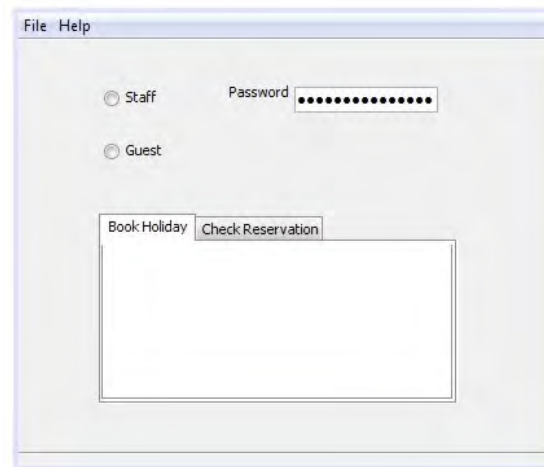 File Help
Staff Password •••••••••••••••
Guest
Book Holiday Check Reservation